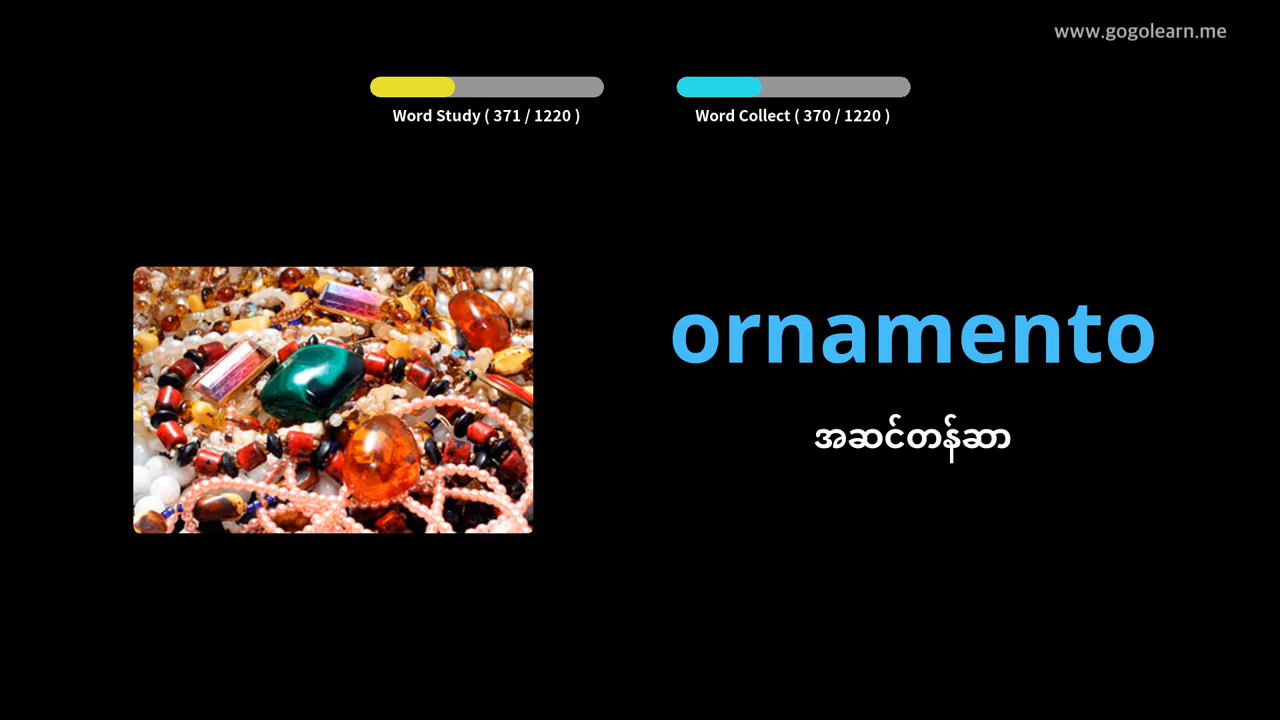 www.gogolearn.me
Word Study ( 371 / 1220 )
Word Collect ( 370 / 1220 )
ornamento
အဆင်တန်ဆာ